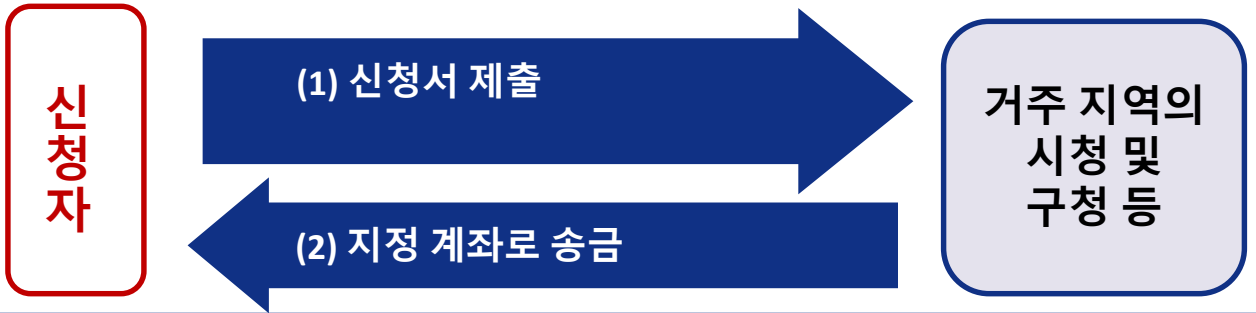 신청자
(1) 신청서 제출
(2) 지정 계좌로 송금
거주 지역의
시청 및
구청 등